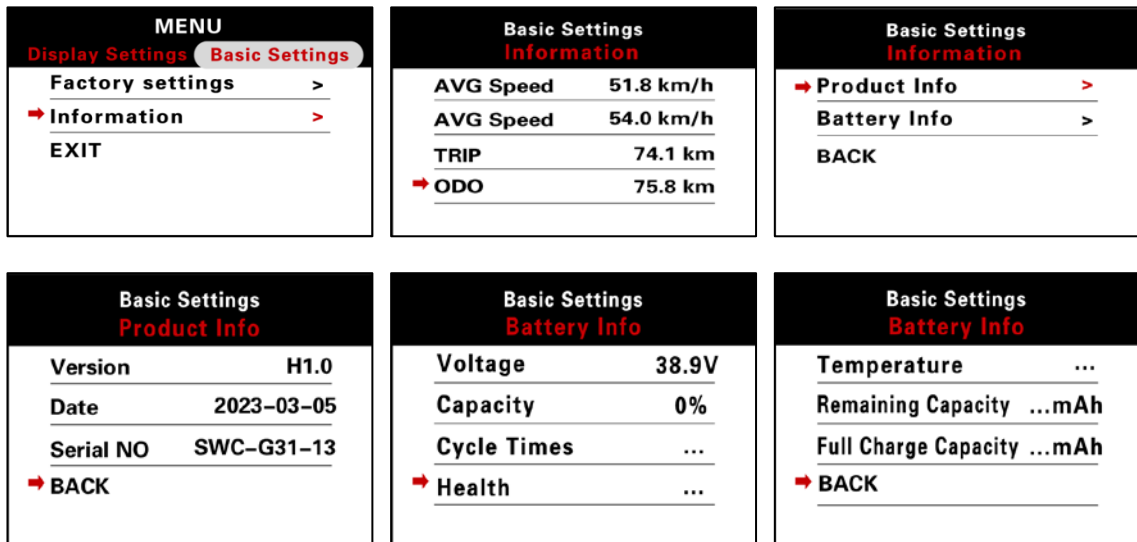 MENU
Display Settings Basic Settings
Factory settings >
Information >
EXIT
Basic Settings
Information
AVG Speed 51.8 km/h
AVG Speed 54.0 km/h
TRIP 74.1 km
ODO 75.8 km
Basic Settings
Information
Product Info >
Battery Info >
BACK
Basic Settings
Product Info
Version H1.0
Date 2023-03-05
Serial NO SWC-G31-13
BACK
Basic Settings
Battery Info
Voltage 38.9V
Capacity 0%
Cycle Times ...
Health ...
Basic Settings
Battery Info
Temperature ...
Remaining Capacity ...mAh
Full Charge Capacity ...mAh
BACK